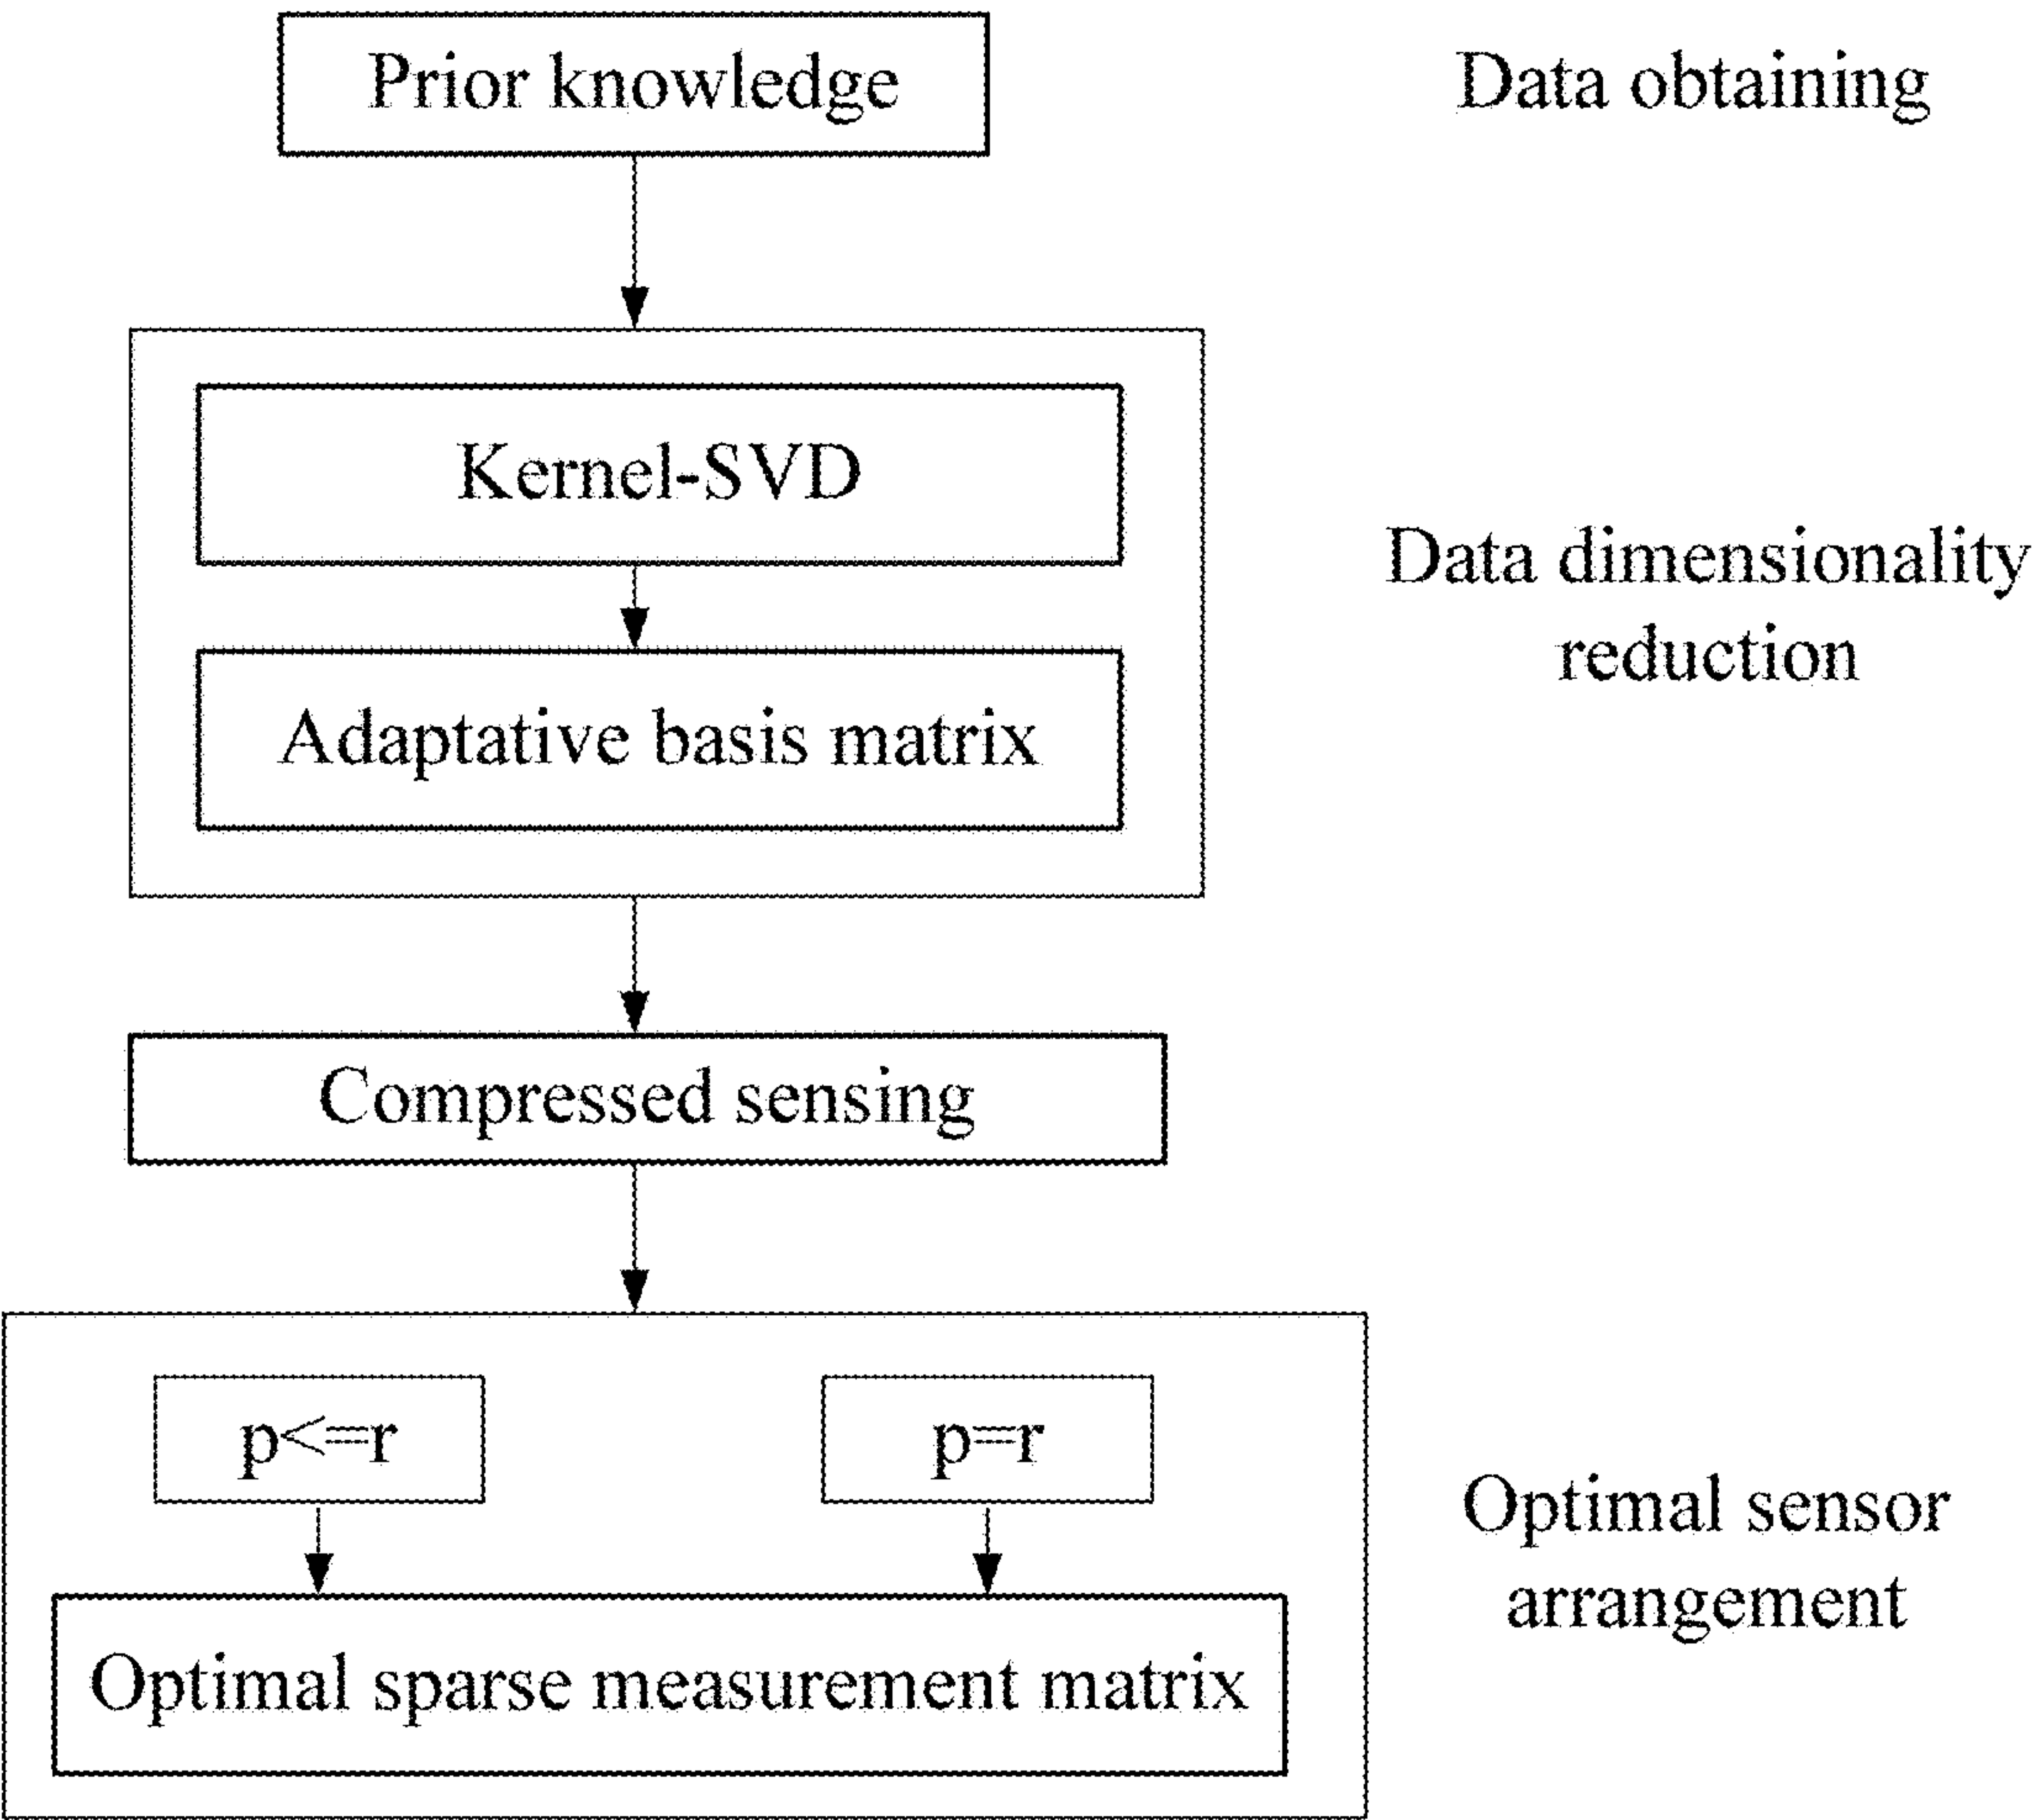 Prior knowledge
Data obtaining
Kernel-SVD
Data dimensionality
reduction
Adaptative basis matrix
Compressed sensing
p<=r
p=r
Optimal sensor
arrangement
Optimal sparse measurement matrix